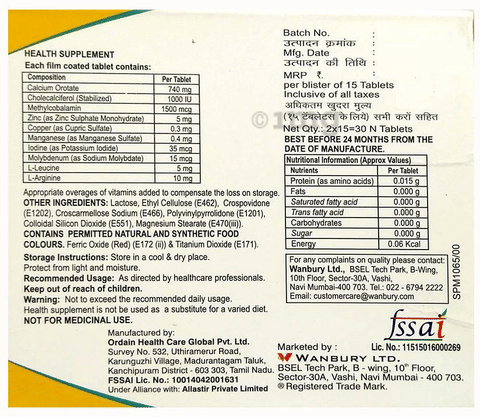 HEALTH SUPPLEMENT
Each film coated tablet contains:
Composition Per Tablet
Calcium Orotate 740 mg
Cholecalciferol (Stabilized) 1000 IU
Methylcobalamin 1500 mcg
Zinc (as Zinc Sulphate Monohydrate) 5 mg
Copper (as Cupric Sulfate) 0.3 mg
Manganese (as Manganese Sulfate) 0.4 mg
Iodine (as Potassium Iodide) 35 mcg
Molybdenum (as Sodium Molybdate) 15 mcg
L-Leucine 5 mg
L-Arginine 10 mg
Appropriate overages of vitamins added to compensate the loss on storage.
OTHER INGREDIENTS: Lactose, Ethyl Cellulose (E462), Crospovidone
(E1202), Croscarmellose Sodium (E466), Polyvinylpyrolidone (E1201),
Colloidal Silicon Dioxide (E551), Magnesium Stearate (E470(iii)).
CONTAINS PERMITTED NATURAL AND SYNTHETIC FOOD
COLOURS. Ferric Oxide (Red) (E172 (ii)) & Titanium Dioxide (E171).
Storage Instructions: Store in a cool & dry place.
Protect from light and moisture.
Recommended Usage: As directed by healthcare professionals.
Keep out of reach of children.
Warning: Not to exceed the recommended daily usage.
Health supplement is not be used as a substitute for a varied diet.
NOT FOR MEDICINAL USE.
Manufactured by:
Ordain Health Care Global Pvt. Ltd.
Survey No. 532, Uthiramerur Road,
Karunguzhi Village, Madurantagam Taluk,
Kanchipuram District - 603 303, Tamil Nadu.
FSSAI Lic. No.: 10014042001631
Under Alliance with: Allastir Private Limited
Batch No. :
उत्पादन क्रमांक :
Mfg. Date :
उत्पादन की तिथि :
MRP ₹.
per blister of 15 Tablets
Inclusive of all taxes
अधिकतम खुदरा मुल्य
(१५ टैबलेट्स के लिये) सभी करों सहित
Net Qty.: 2x15=30 N Tablets
BEST BEFORE 24 MONTHS FROM THE
DATE OF MANUFACTURE.
Nutritional Information (Approx Values)
Nutrients Per Tablet
Protein (as amino acids) 0.015 g
Fats 0.000 g
Saturated fatty acid 0.000 g
Trans fatty acid 0.000 g
Carbohydrates 0.000 g
Sugar 0.000 g
Energy 0.06 Kcal
For any complaints on quality please contact:
Wanbury Ltd., BSEL Tech Park, B-Wing,
10th Floor, Sector-30A, Vashi,
Navi Mumbai-400 703. Tel.: 022 - 6794 2222
Email: customercare@wanbury.com
SPM1065/00
fssai
Lic. No.: 11515016000269
Marketed by :
WANBURY LTD.
BSEL Tech Park, B - wing, 10th Floor,
Sector-30A, Vashi, Navi Mumbai - 400 703.
® Registered Trade Mark.